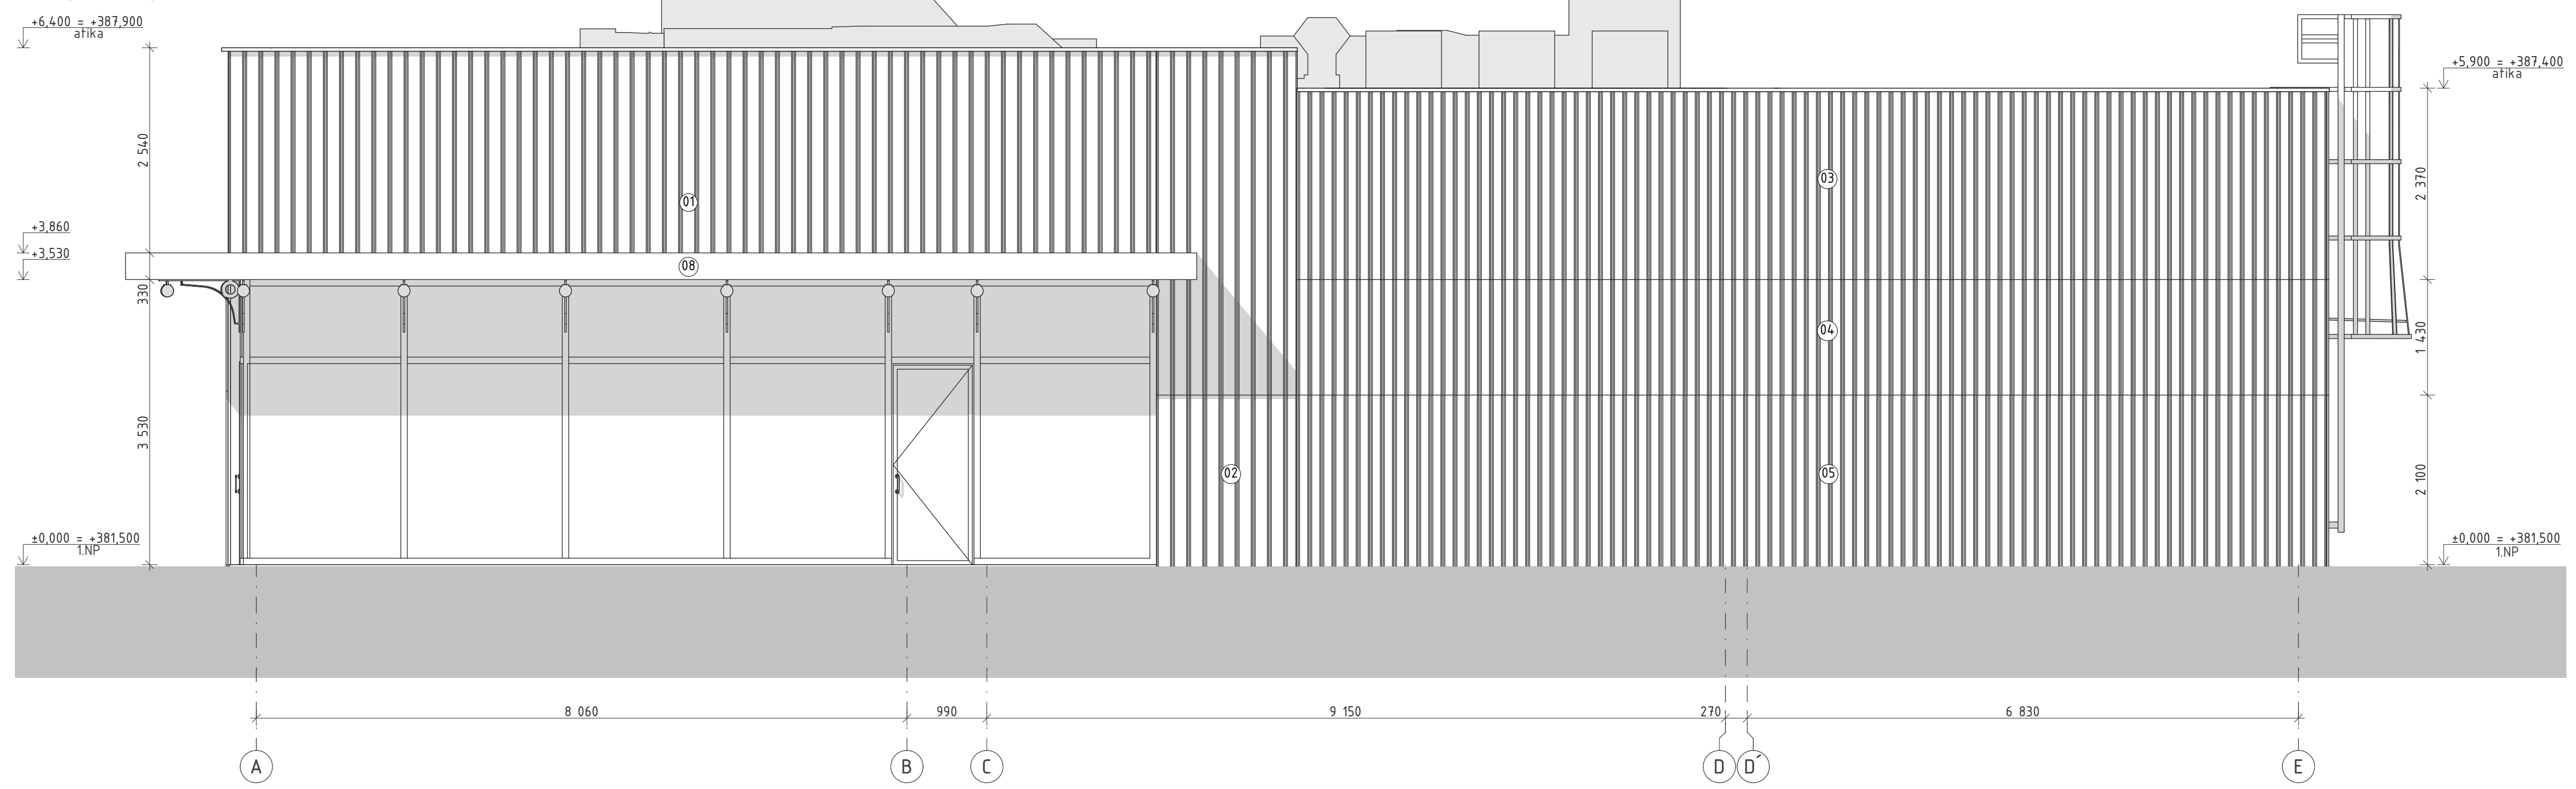 +6,400 = +387,900
atika
+5,900 = +387,400
atika
2 540
01
03
2 370
+3,860
+3,530
08
330
04
1 430
3 530
02
05
2 100
±0,000 = +381,500
1.NP
±0,000 = +381,500
1.NP
8 060
990
9 150
270
6 830
A
B
C
D
D´
E